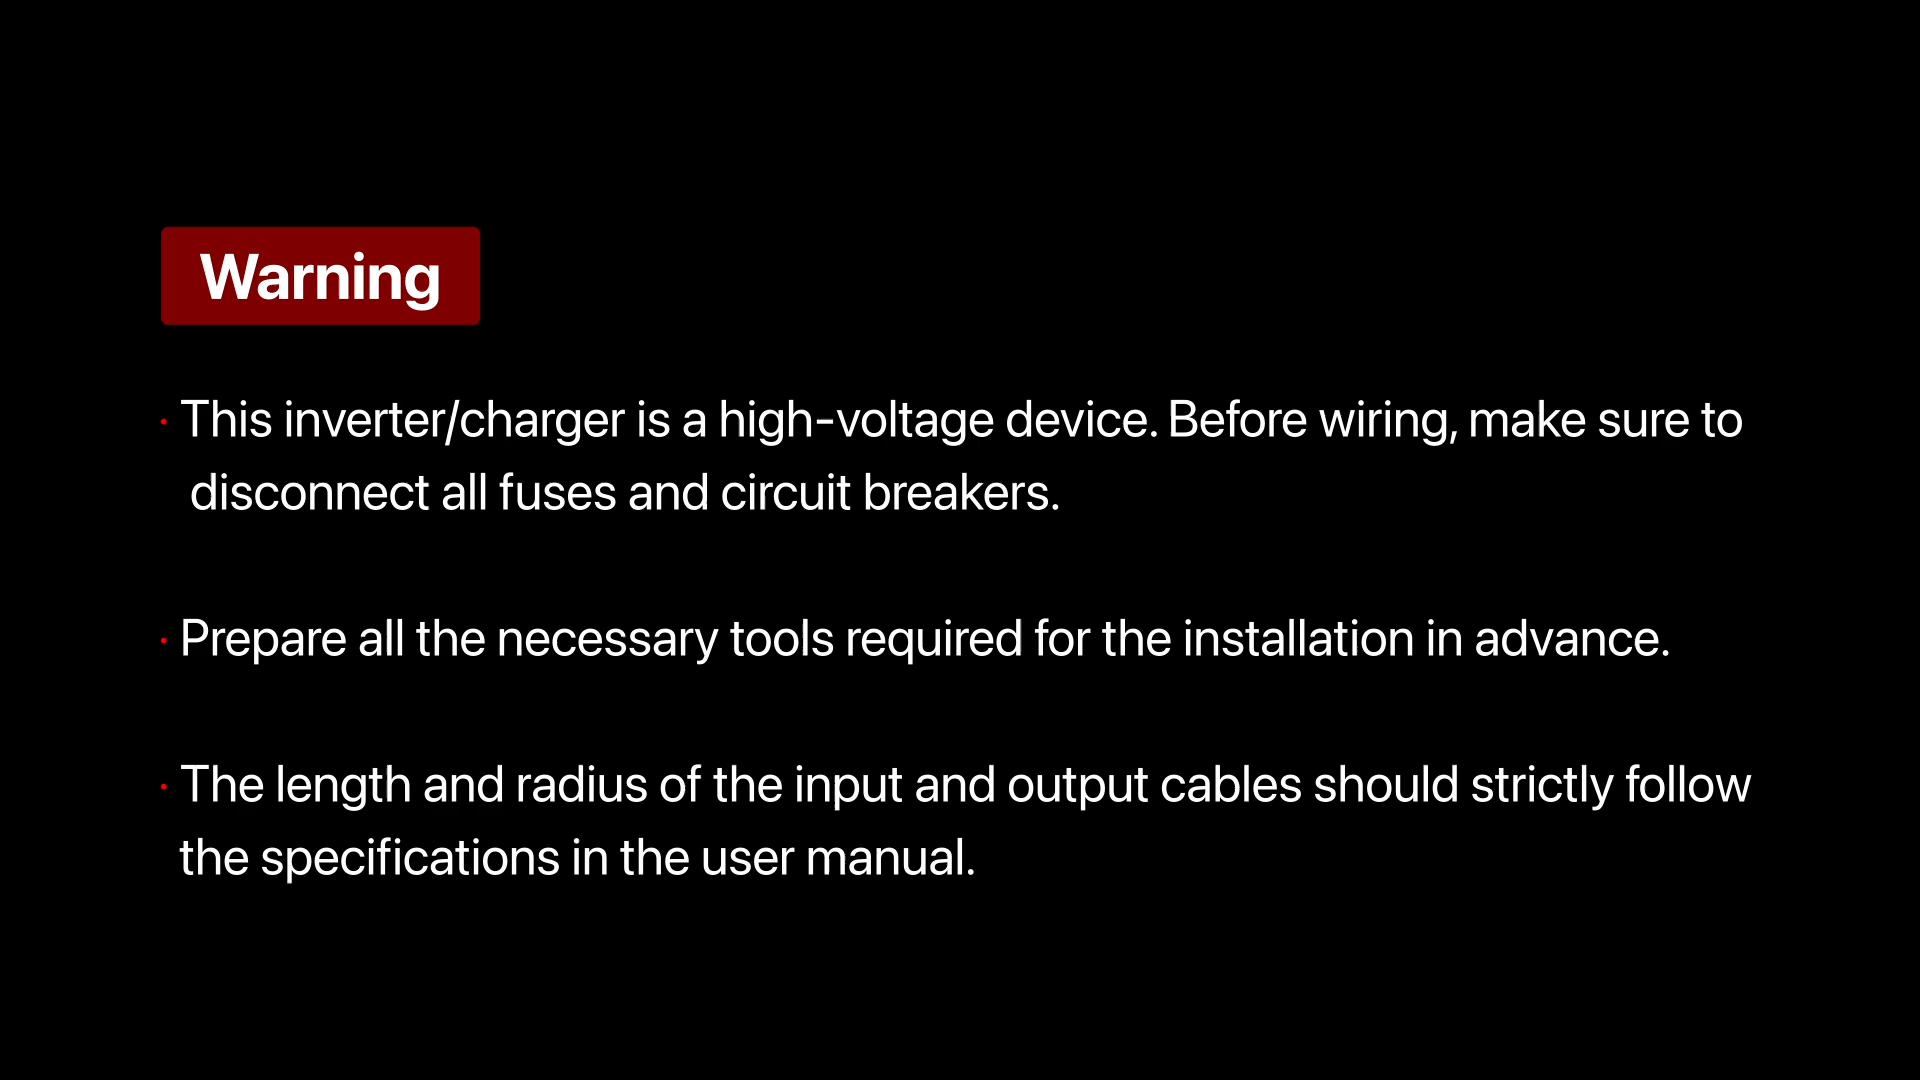 Warning
· This inverter/charger is a high-voltage device. Before wiring, make sure to
disconnect all fuses and circuit breakers.
· Prepare all the necessary tools required for the installation in advance.
· The length and radius of the input and output cables should strictly follow
the specifications in the user manual.